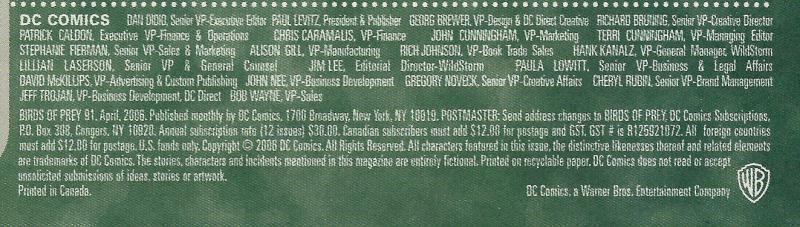 DC COMICS DAN DIDIO, Senior VP-Executive Editor PAUL LEVITZ, President & Publisher GEORG BREWER, VP-Design & DC Direct Creative RICHARD BRUNING, Senior VP-Creative Director
PATRICK CALDON, Executive VP-Finance & Operations CHRIS CARAMALIS, VP-Finance JOHN CUNNINGHAM, VP-Marketing TERRI CUNNINGHAM, VP-Managing Editor
STEPHANIE FIERMAN, Senior VP-Sales & Marketing ALISON GILL, VP-Manufacturing RICH JOHNSON, VP-Book Trade Sales HANK KANALZ, VP-General Manager, WildStorm
LILLIAN LASERSON, Senior VP & General Counsel JIM LEE, Editorial Director-WildStorm PAULA LOWITT, Senior VP-Business & Legal Affairs
DAVID McKILLIPS, VP-Advertising & Custom Publishing JOHN NEE, VP-Business Development GREGORY NOVECK, Senior VP-Creative Affairs CHERYL RUBIN, Senior VP-Brand Management
JEFF TROJAN, VP-Business Development, DC Direct BOB WAYNE, VP-Sales
BIRDS OF PREY 91, April, 2006. Published monthly by DC Comics, 1700 Broadway, New York, NY 10019. POSTMASTER: Send address changes to BIRDS OF PREY, DC Comics Subscriptions,
P.O. Box 308, Congers, NY 10920. Annual subscription rate (12 issues) $30.00. Canadian subscribers must add $12.00 for postage and GST. GST # is R125921072. All foreign countries
must add $12.00 for postage. U.S. funds only. Copyright © 2006 DC Comics. All Rights Reserved. All characters featured in this issue, the distinctive likenesses thereof and related elements
are trademarks of DC Comics. The stories, characters and incidents mentioned in this magazine are entirely fictional. Printed on recyclable paper. DC Comics does not read or accept
unsolicited submissions of ideas, stories or artwork.
Printed in Canada. DC Comics, a Warner Bros. Entertainment Company WB